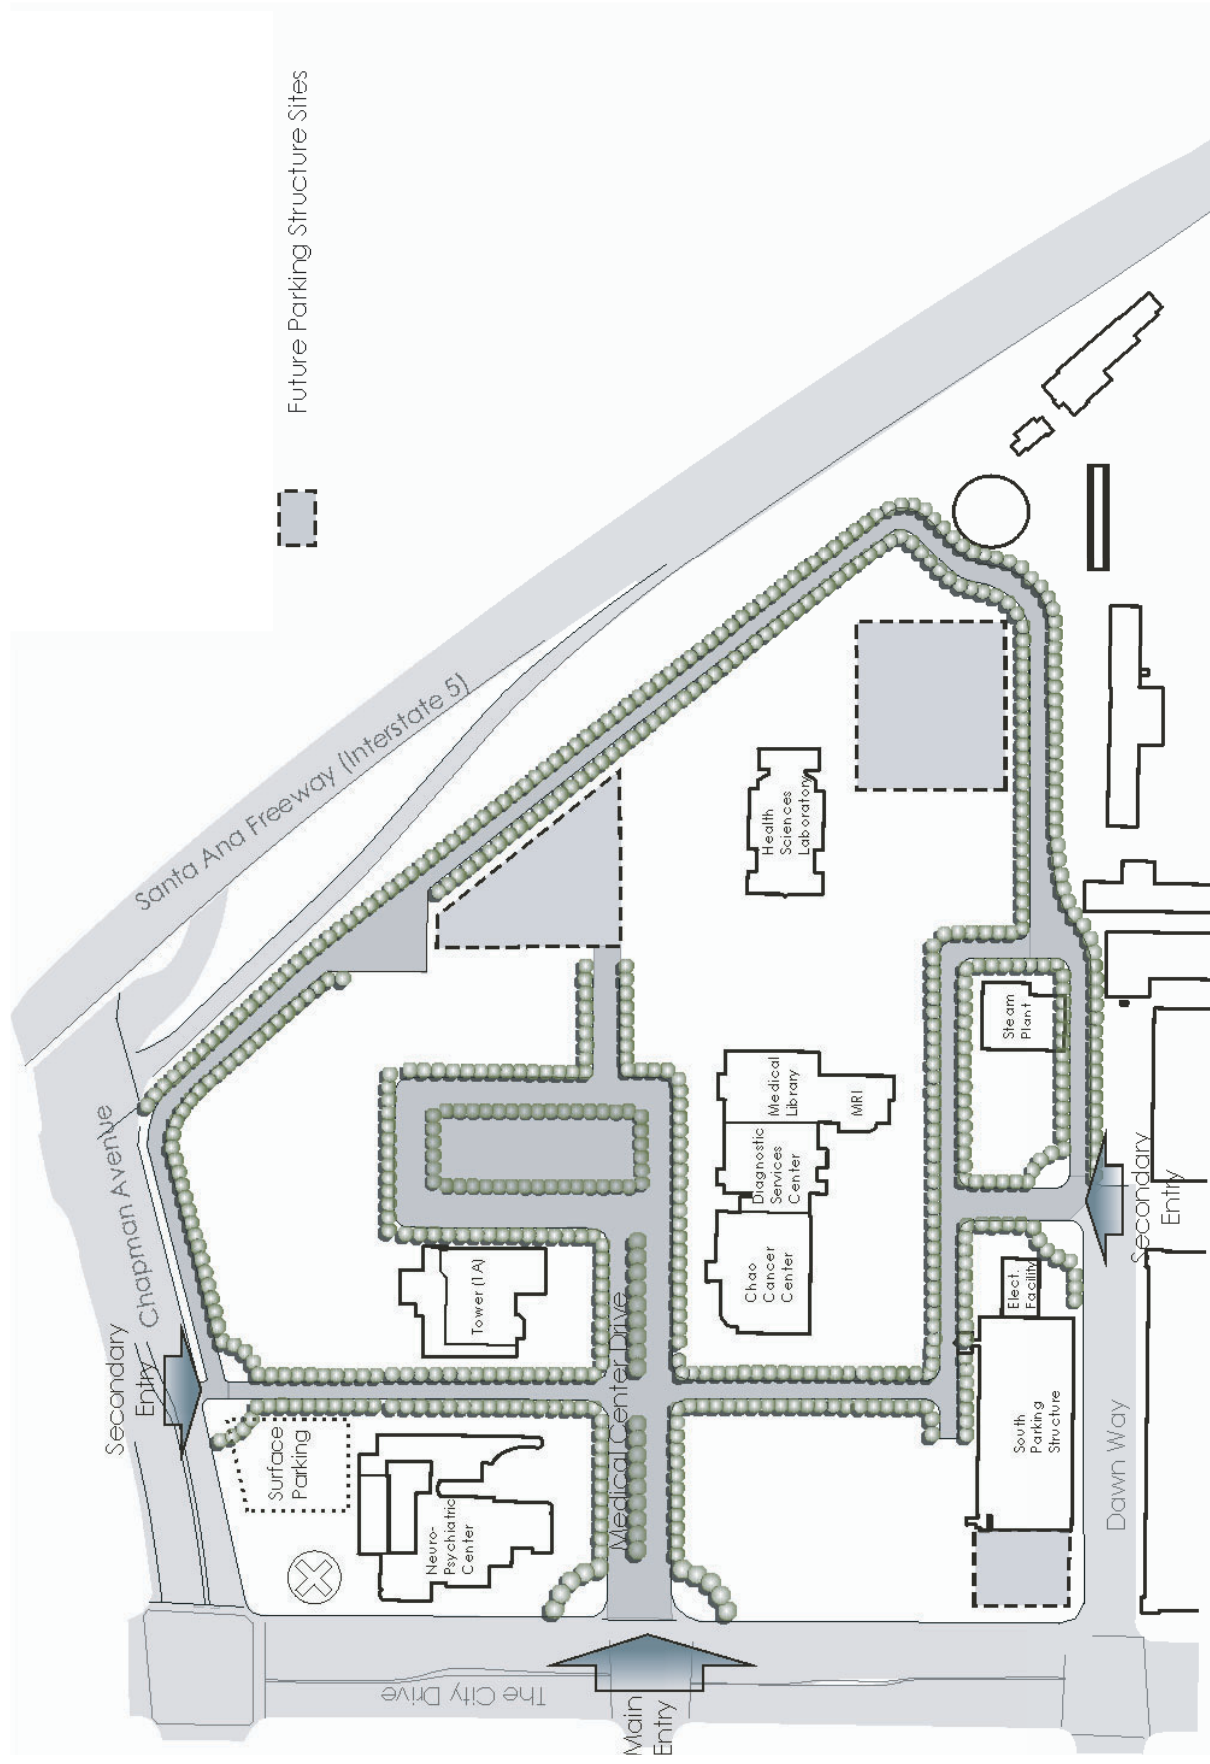 Future Parking Structure Sites
Santa Ana Freeway (Interstate 5)
Chapman Avenue
Secondary
Entry
Surface
Parking
Neuro-
Psychiatric
Center
Tower (1A)
Medical Center Drive
Health
Sciences
Laboratory
Medical
Library
MRI
Diagnostic
Services
Center
Chao
Cancer
Center
Steam
Plant
Secondary
Entry
Elect.
Facility
South
Parking
Structure
Dawn Way
The City Drive
Main
Entry